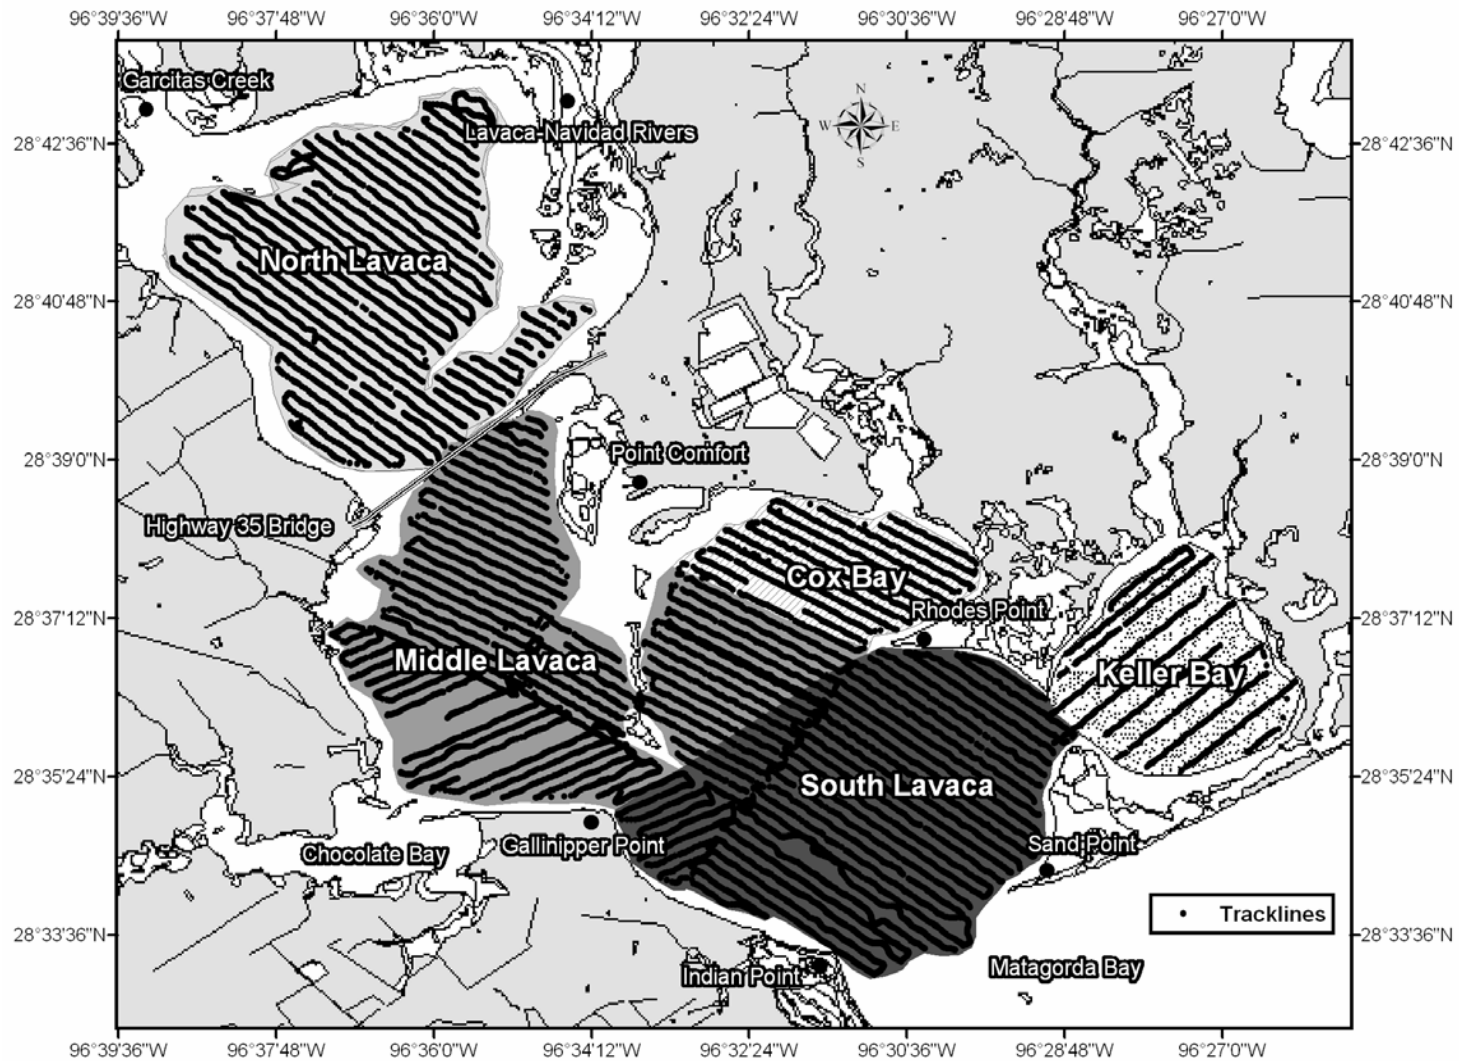 96°39'36"W 96°37'48"W 96°36'0"W 96°34'12"W 96°32'24"W 96°30'36"W 96°28'48"W 96°27'0"W
Garcitas Creek
N
Lavaca-Navidad Rivers
W E
28°42'36"N 28°42'36"N
S
North Lavaca
28°40'48"N 28°40'48"N
Point Comfort
28°39'0"N 28°39'0"N
Highway 35 Bridge
Cox Bay
Rhodes Point
28°37'12"N 28°37'12"N
Middle Lavaca
Keller Bay
28°35'24"N 28°35'24"N
South Lavaca
Gallinipper Point
Sand Point
Chocolate Bay
Tracklines
28°33'36"N 28°33'36"N
Matagorda Bay
Indian Point
96°39'36"W 96°37'48"W 96°36'0"W 96°34'12"W 96°32'24"W 96°30'36"W 96°28'48"W 96°27'0"W